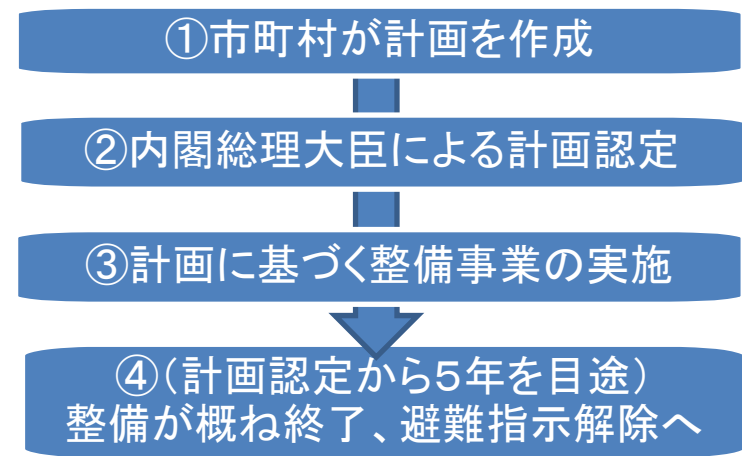 ①市町村が計画を作成
②内閣総理大臣による計画認定
③計画に基づく整備事業の実施
④(計画認定から5年を目途)
整備が概ね終了、避難指示解除へ